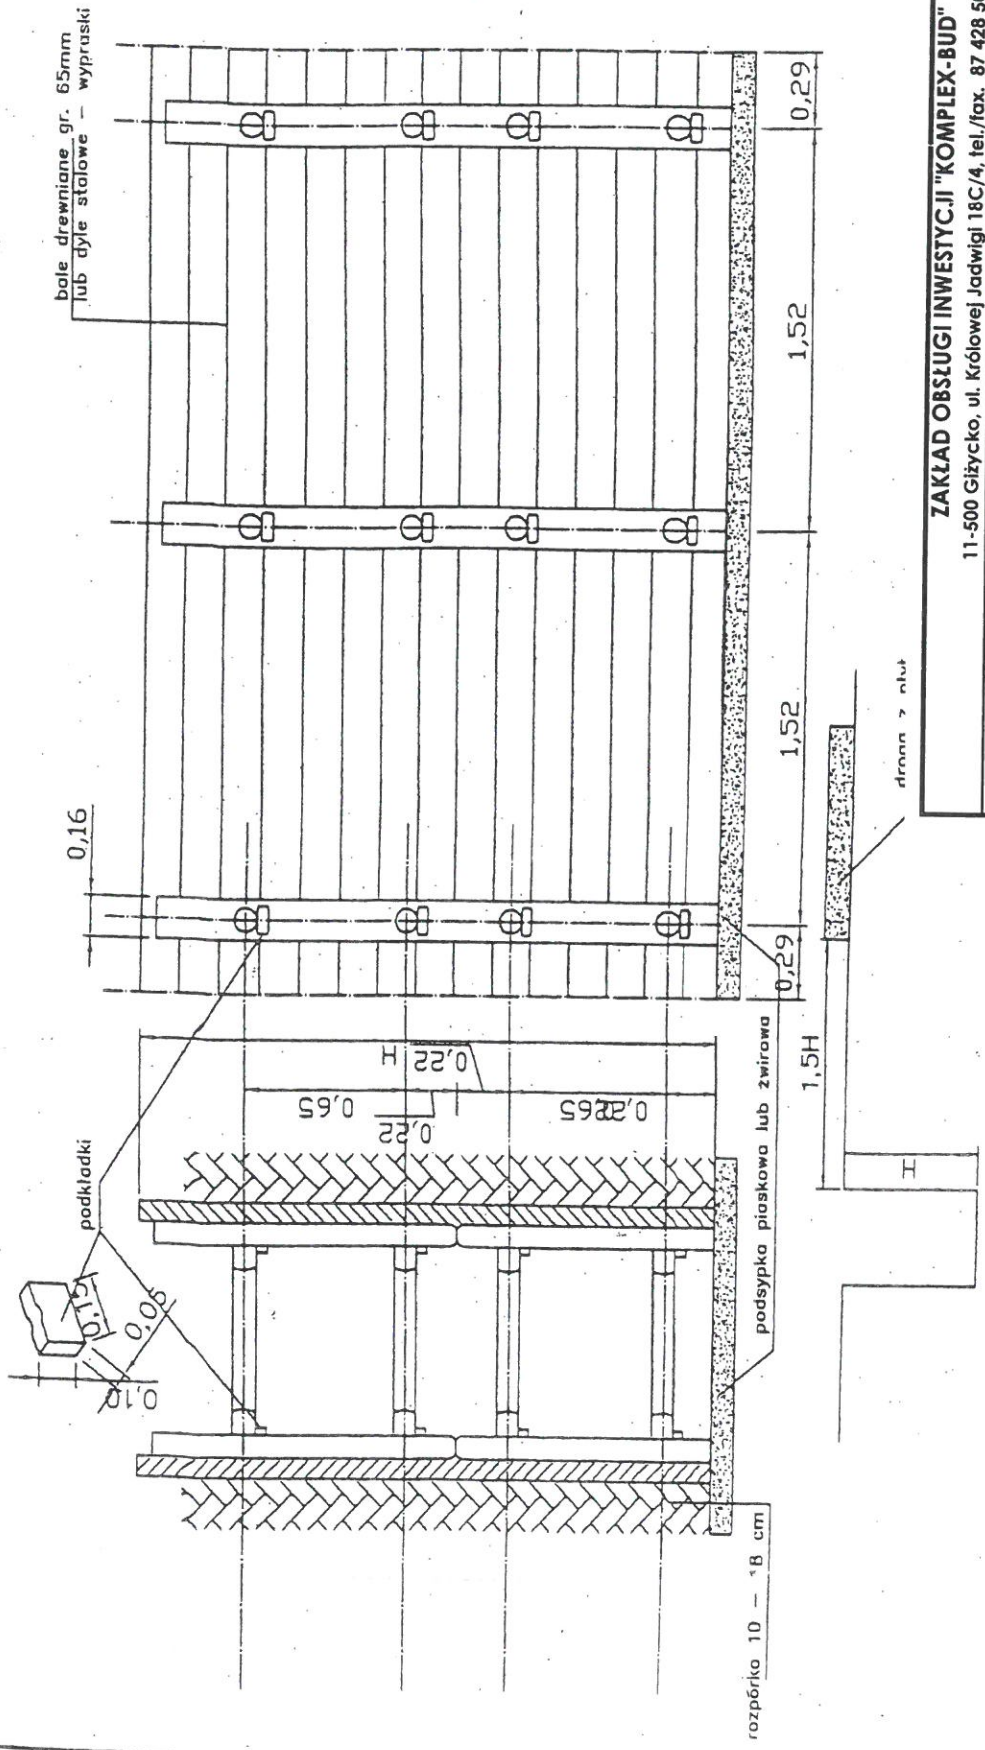 bale drewniane gr. 65mm
lub dyle stalowe – wypraski
0,16
podkładki
0,15
0,05
0,10
H
0,22
0,65
0,22
0,29
1,52
1,52
0,29
podsypka piaskowa lub żwirowa
rozpórka 10 –
cm
1,5H
H
ZAKŁAD OBSŁUGI INWESTYCJI "KOMPLEX-BUD"
11-500 Giżycko, ul. Królowej Jadwigi 18C/4, tel./fax. 87 428 50